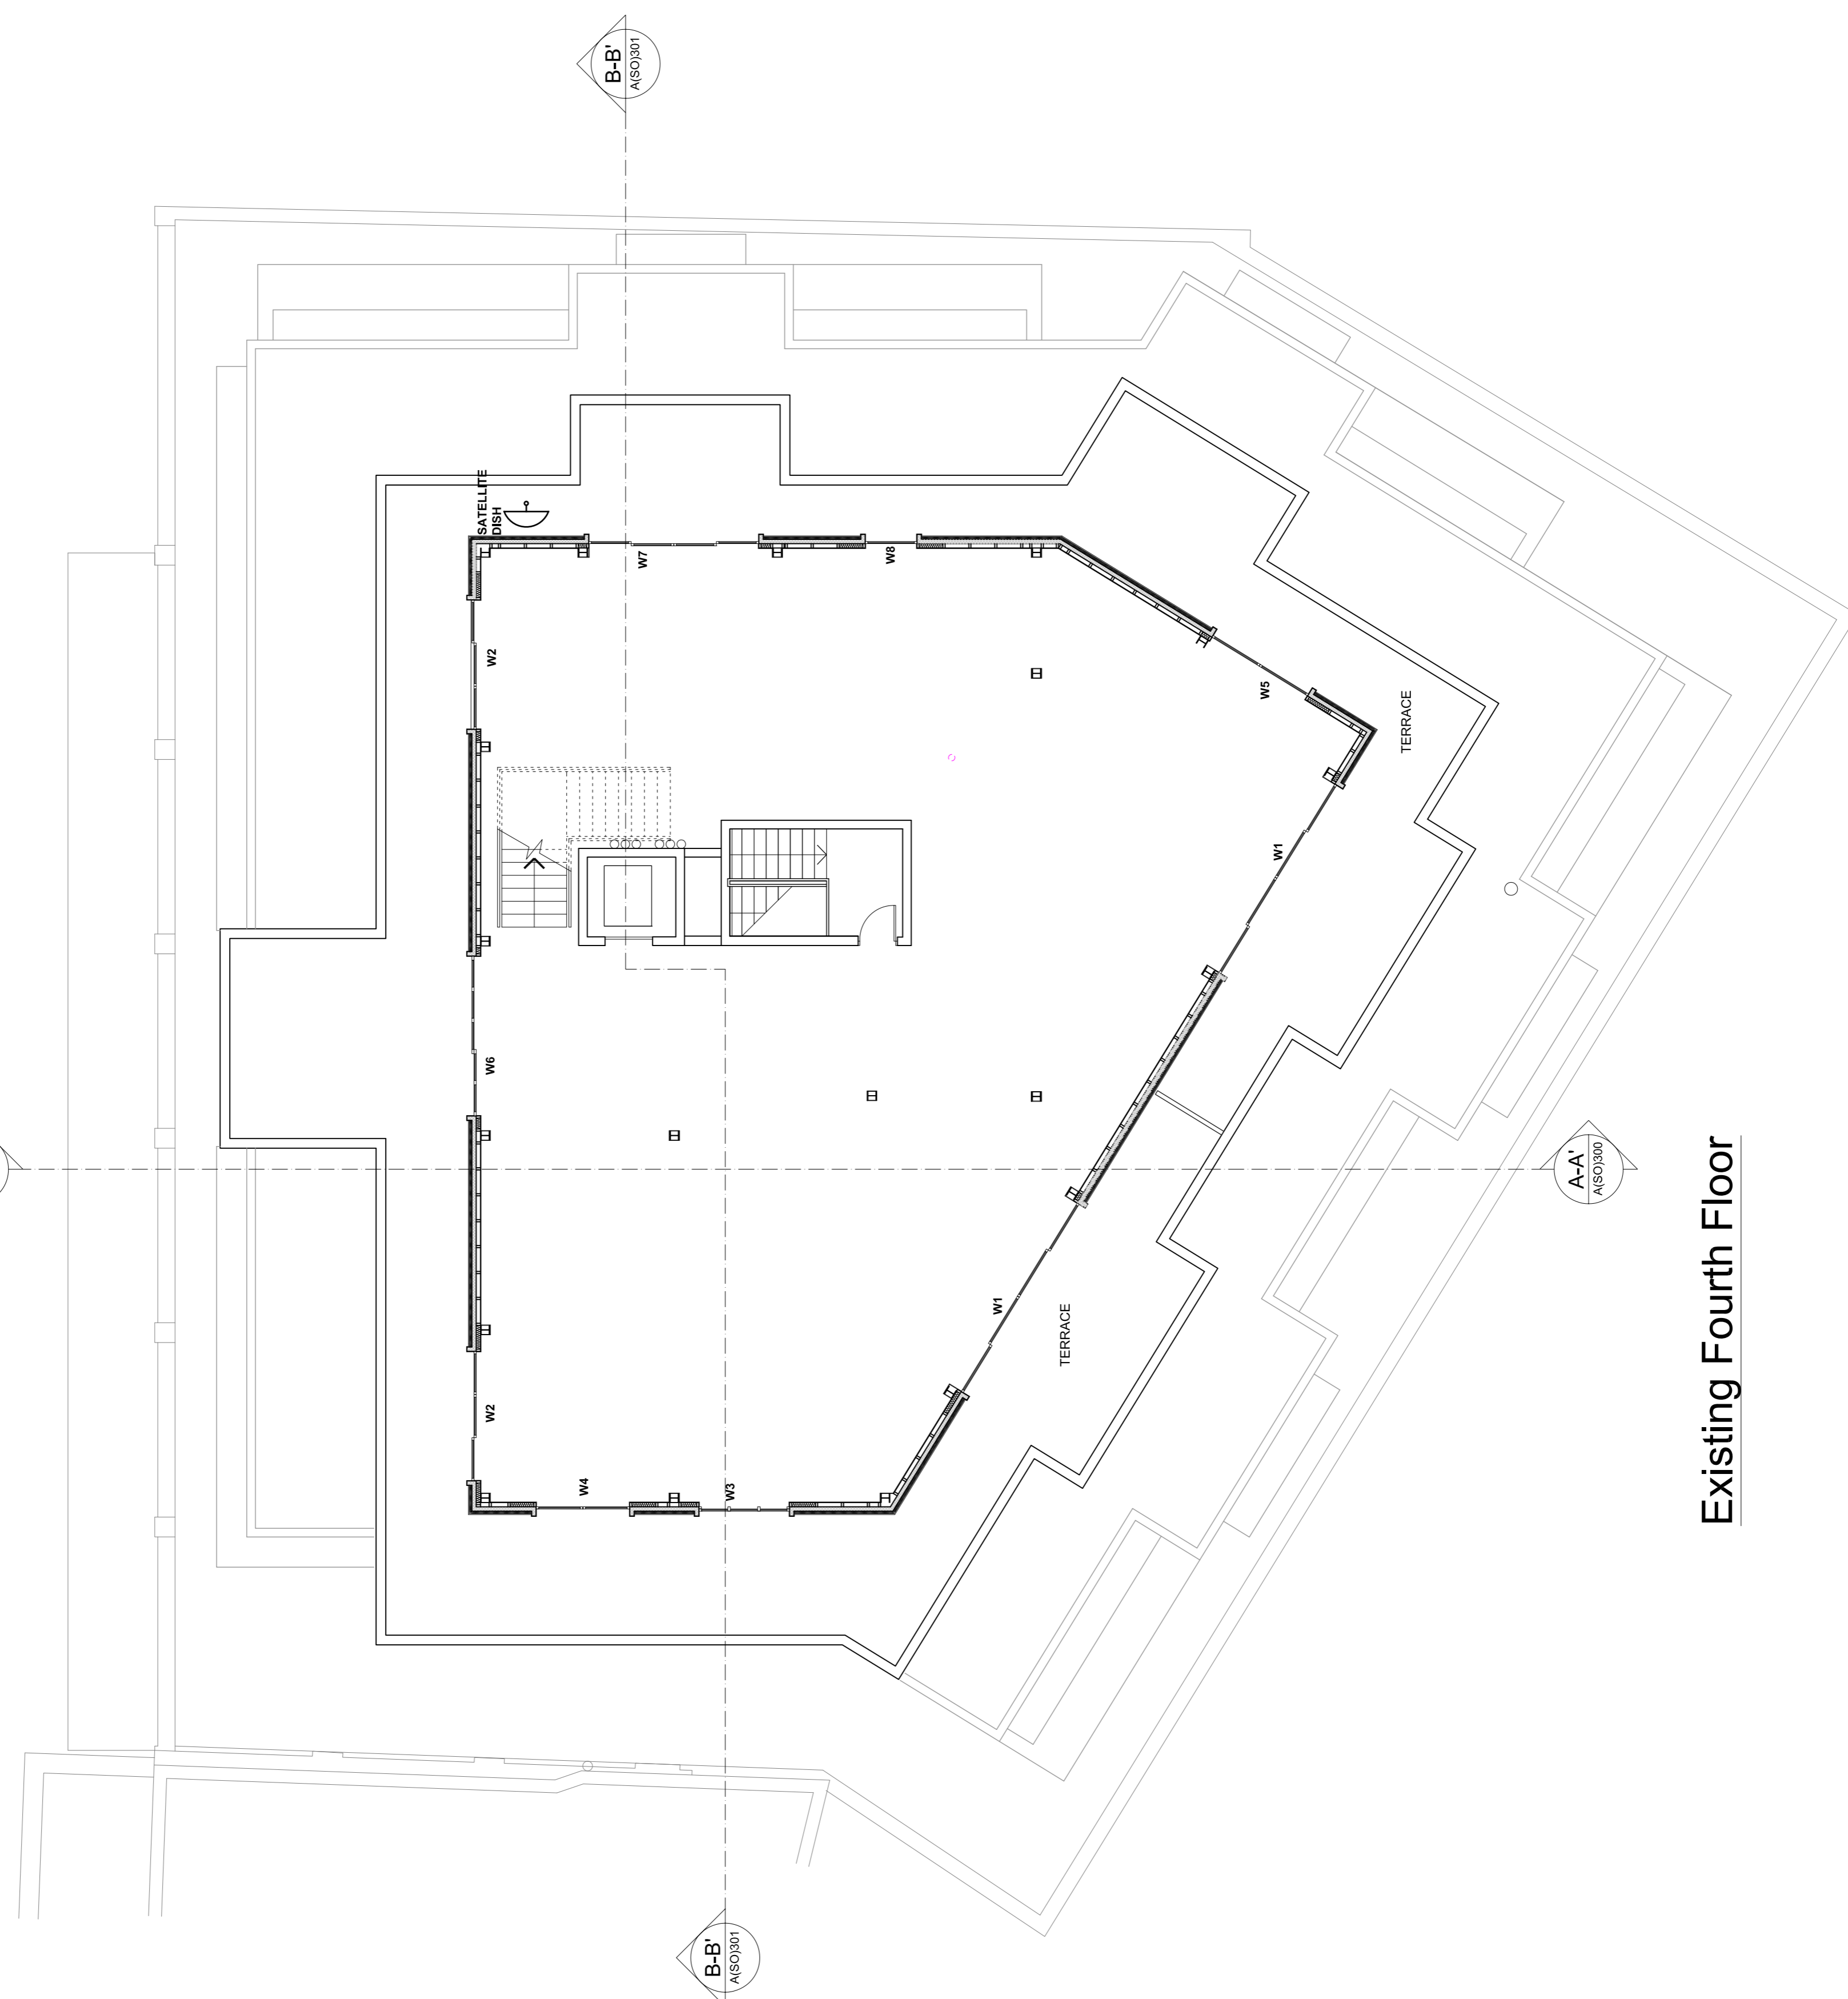 B-B'
A(SO)301
SATELLITE
DISH
W7
W8
W2
W5
TERRACE
W1
W6
W1
TERRACE
W2
W4
W3
A-A'
A(SO)300
B-B'
A(SO)301
Existing Fourth Floor